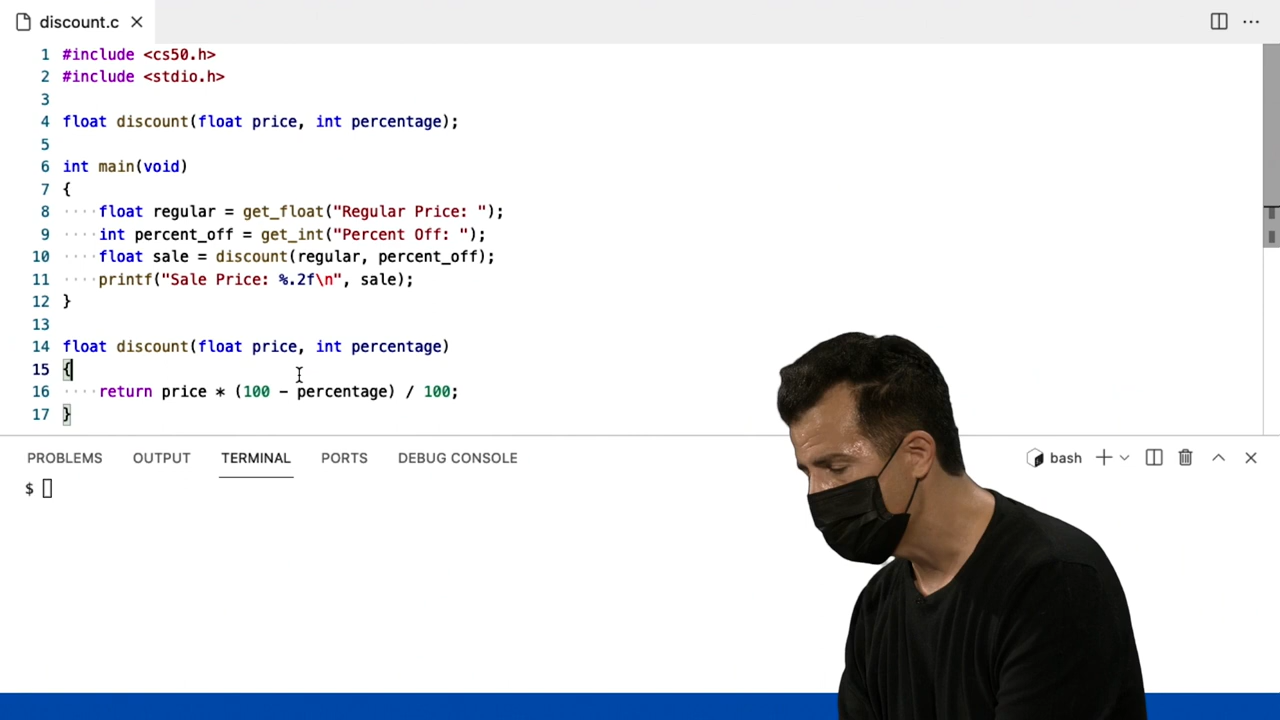 discount.c
1 #include <cs50.h>
2 #include <stdio.h>
3
4 float discount(float price, int percentage);
5
6 int main(void)
7 {
8 ····float regular = get_float("Regular Price: ");
9 ····int percent_off = get_int("Percent Off: ");
10 ····float sale = discount(regular, percent_off);
11 ····printf("Sale Price: %.2f\n", sale);
12 }
13
14 float discount(float price, int percentage)
15 {
16 ····return price * (100 - percentage) / 100;
17 }
PROBLEMS OUTPUT TERMINAL PORTS DEBUG CONSOLE bash
$